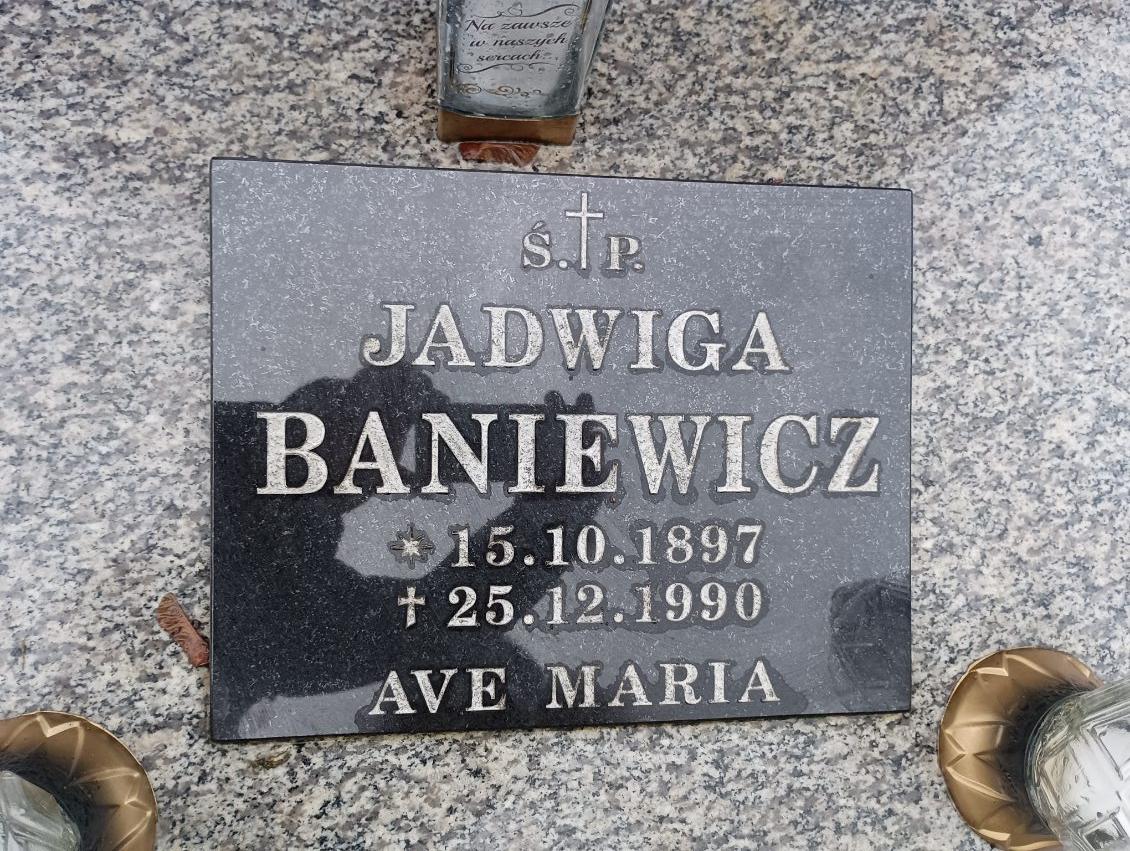 Na zawsze
w naszych
sercach...
Ś. P.
JADWIGA
BANIEWICZ
* 15.10.1897
† 25.12.1990
AVE MARIA